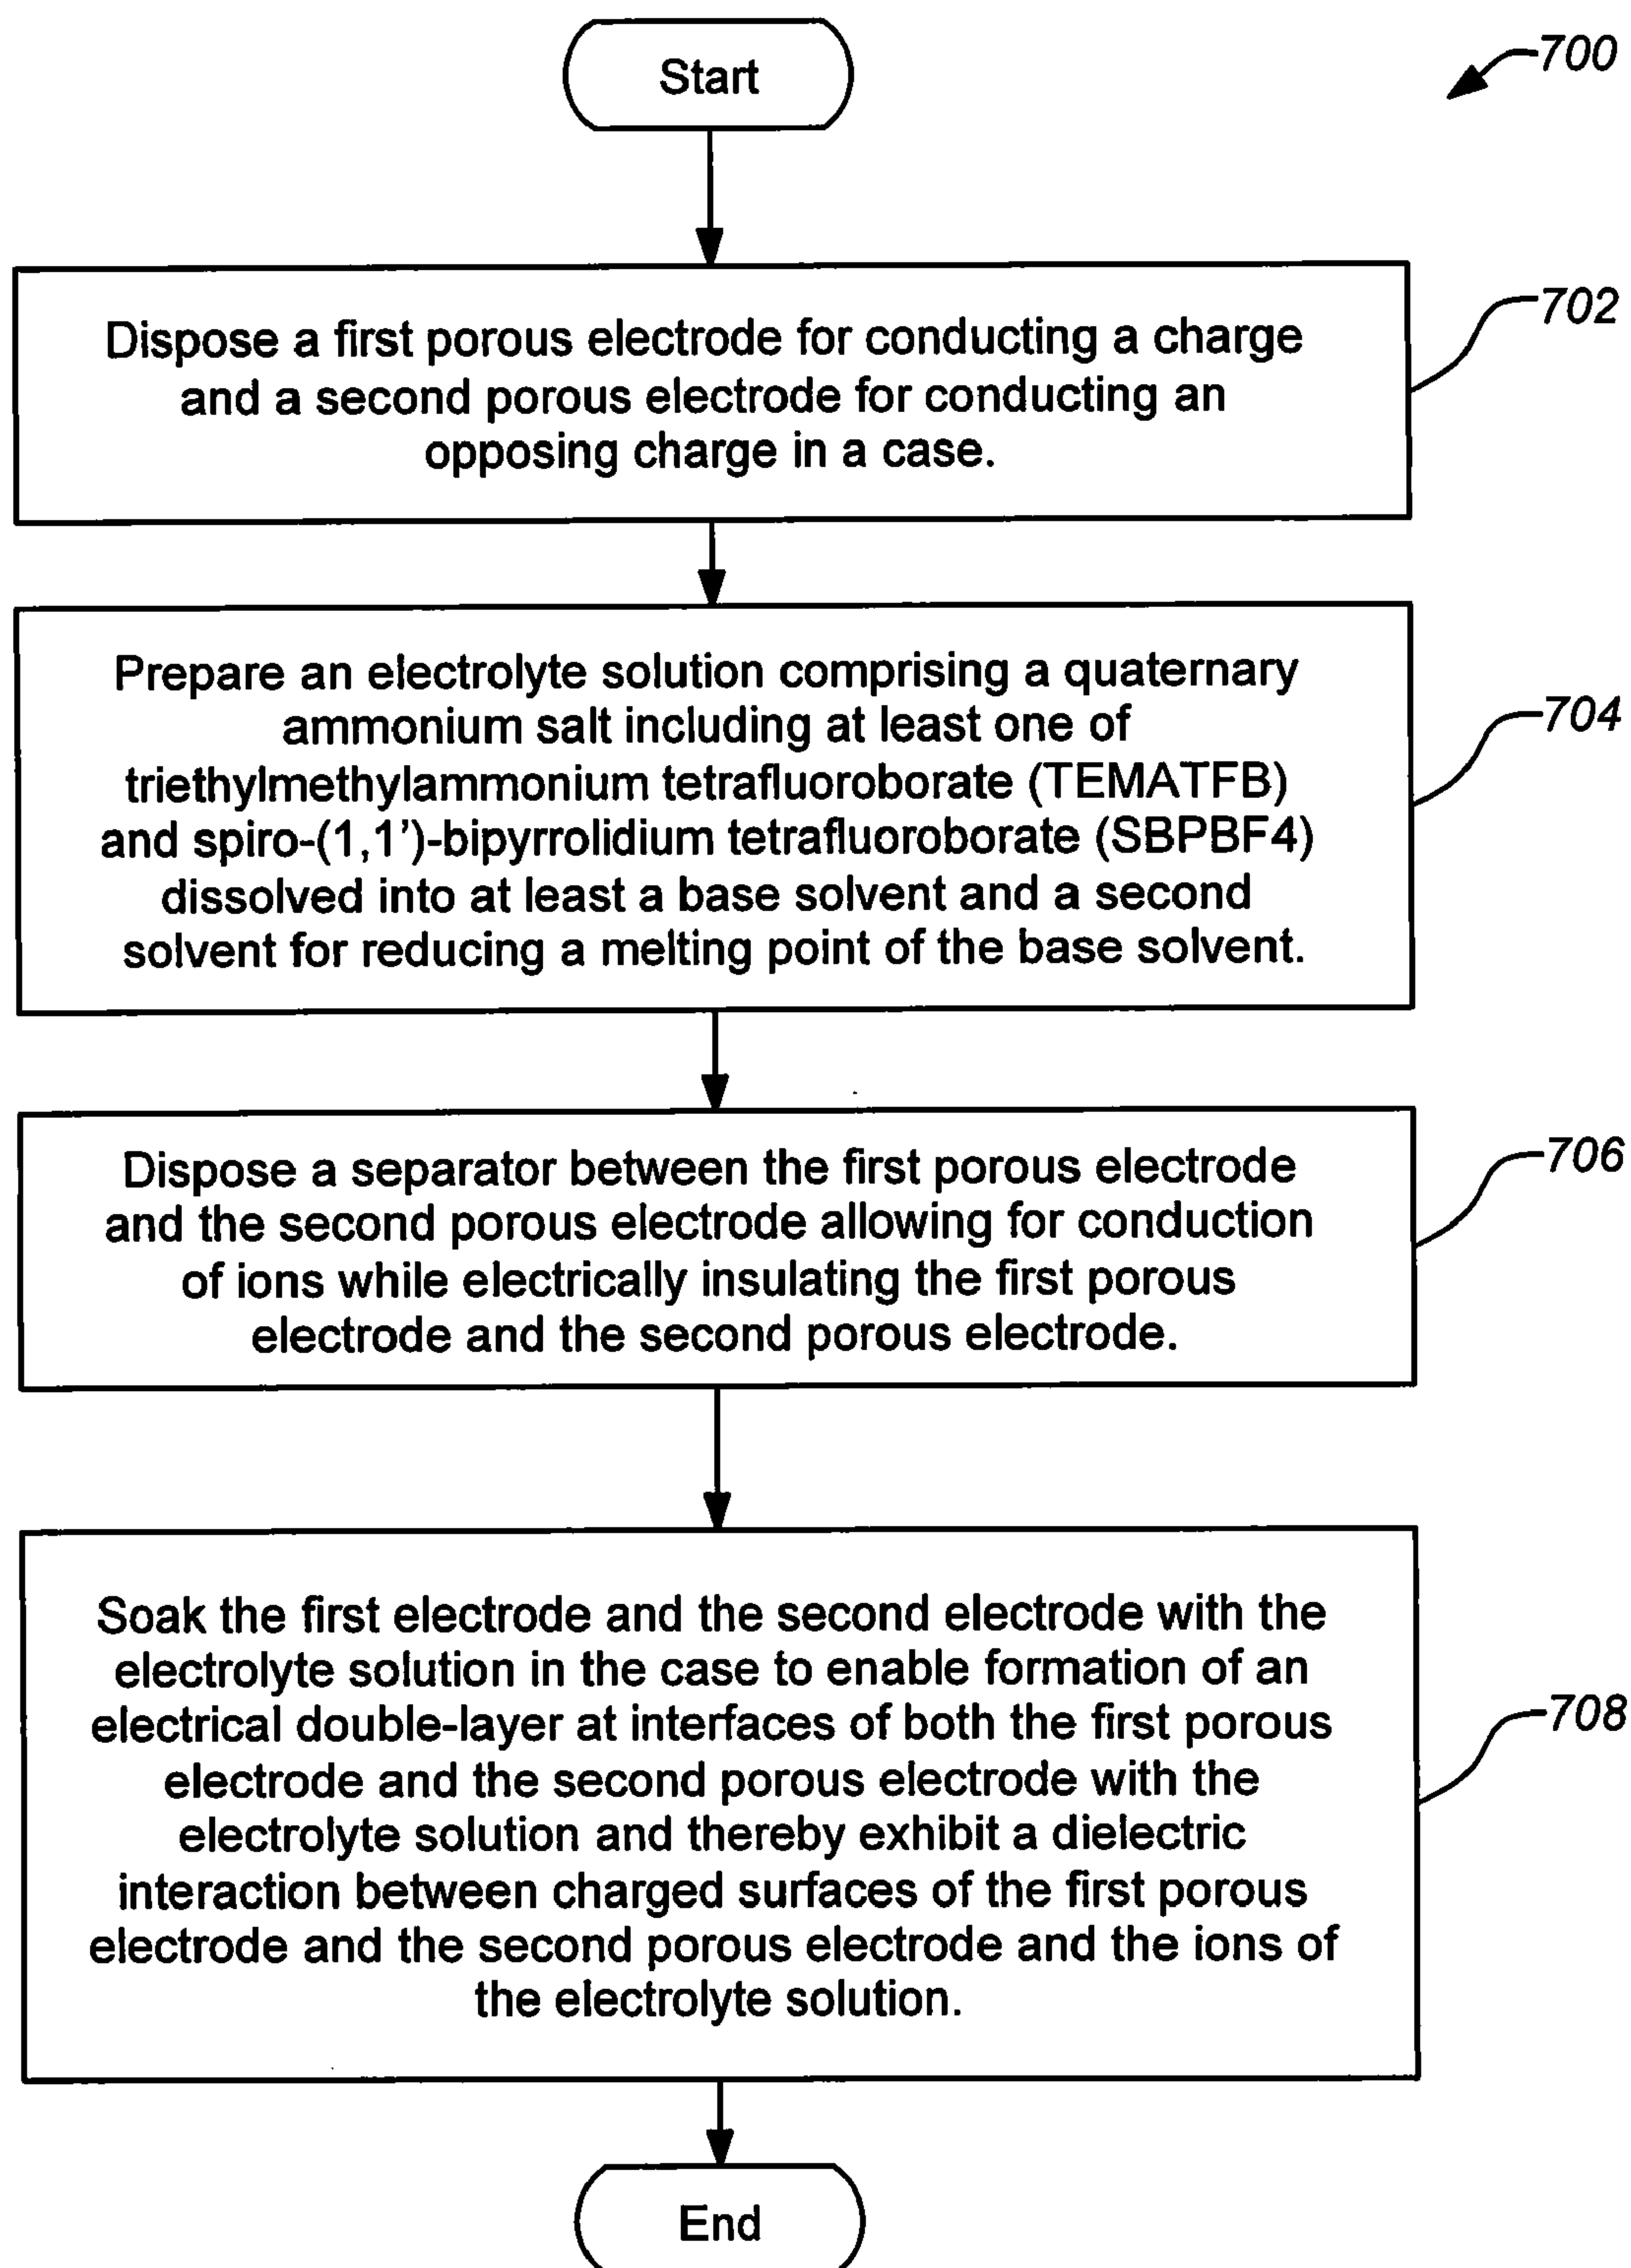 Start
700
Dispose a first porous electrode for conducting a charge
and a second porous electrode for conducting an
opposing charge in a case.
702
Prepare an electrolyte solution comprising a quaternary
ammonium salt including at least one of
triethylmethylammonium tetrafluoroborate (TEMATFB)
and spiro-(1,1')-bipyrrolidium tetrafluoroborate (SBPBF4)
dissolved into at least a base solvent and a second
solvent for reducing a melting point of the base solvent.
704
Dispose a separator between the first porous electrode
and the second porous electrode allowing for conduction
of ions while electrically insulating the first porous
electrode and the second porous electrode.
706
Soak the first electrode and the second electrode with the
electrolyte solution in the case to enable formation of an
electrical double-layer at interfaces of both the first porous
electrode and the second porous electrode with the
electrolyte solution and thereby exhibit a dielectric
interaction between charged surfaces of the first porous
electrode and the second porous electrode and the ions of
the electrolyte solution.
708
End